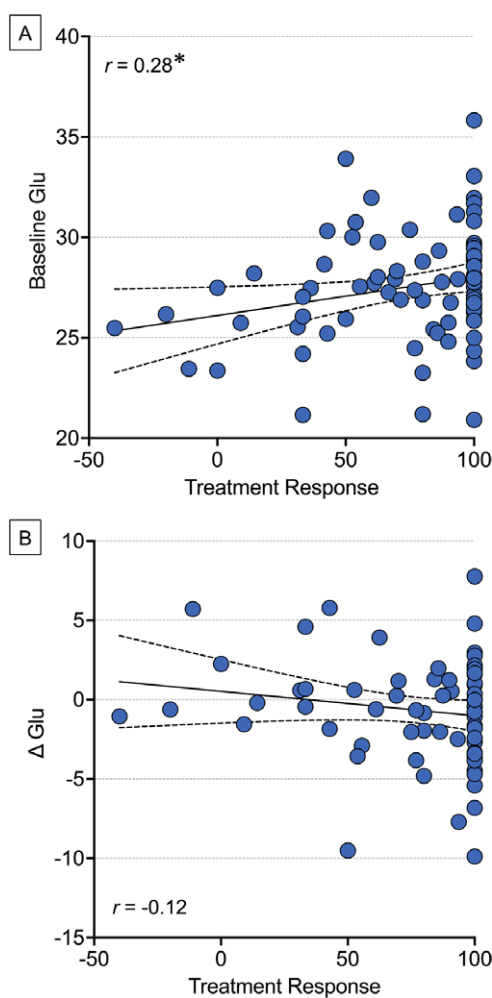 A
r = 0.28*
40
35
30
25
20
Baseline Glu
-50
0
50
100
Treatment Response
B
10
5
0
-5
-10
-15
Δ Glu
r = -0.12
-50
0
50
100
Treatment Response